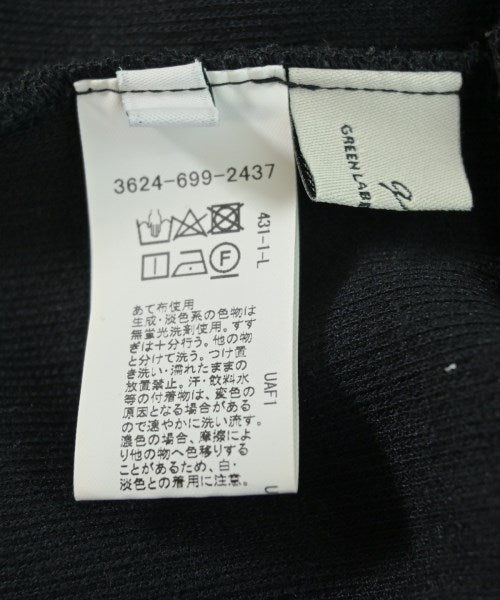 3624-699-2437
F
あて布使用
生成・淡色系の色物は
無蛍光洗剤使用。すす
ぎは十分行う。他の物
と分けて洗う。つけ置
き洗い・濡れたままの
放置禁止。汗・飲料水
等の付着物は、変色の
原因となる場合がある
ので速やかに洗い流す。
濃色の場合、摩擦によ
り他の物へ色移りする
ことがあるため、白・
淡色との着用に注意。
431-1-L
UAF1
GREEN LABE